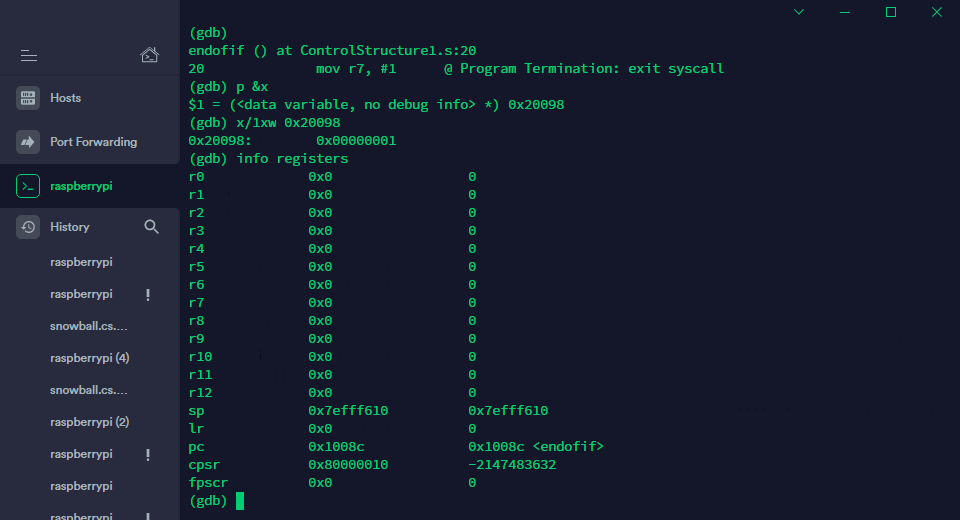 Hosts
Port Forwarding
raspberrypi
History
raspberrypi
raspberrypi !
snowball.cs....
raspberrypi (4)
snowball.cs....
raspberrypi (2)
raspberrypi !
raspberrypi
raspberrypi !
(gdb)
endofif () at ControlStructure1.s:20
20 mov r7, #1 @ Program Termination: exit syscall
(gdb) p &x
$1 = (<data variable, no debug info> *) 0x20098
(gdb) x/1xw 0x20098
0x20098: 0x00000001
(gdb) info registers
r0 0x0 0
r1 0x0 0
r2 0x0 0
r3 0x0 0
r4 0x0 0
r5 0x0 0
r6 0x0 0
r7 0x0 0
r8 0x0 0
r9 0x0 0
r10 0x0 0
r11 0x0 0
r12 0x0 0
sp 0x7efff610 0x7efff610
lr 0x0 0
pc 0x1008c 0x1008c <endofif>
cpsr 0x80000010 -2147483632
fpscr 0x0 0
(gdb)